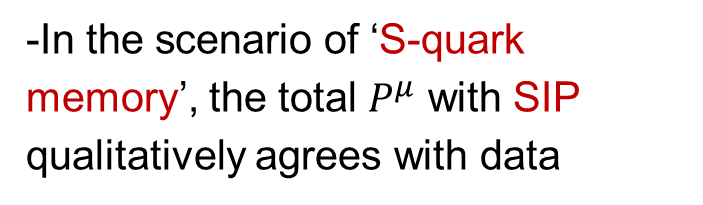 -In the scenario of ‘S-quark
memory’, the total 𝑃^𝜇 with SIP
qualitatively agrees with data